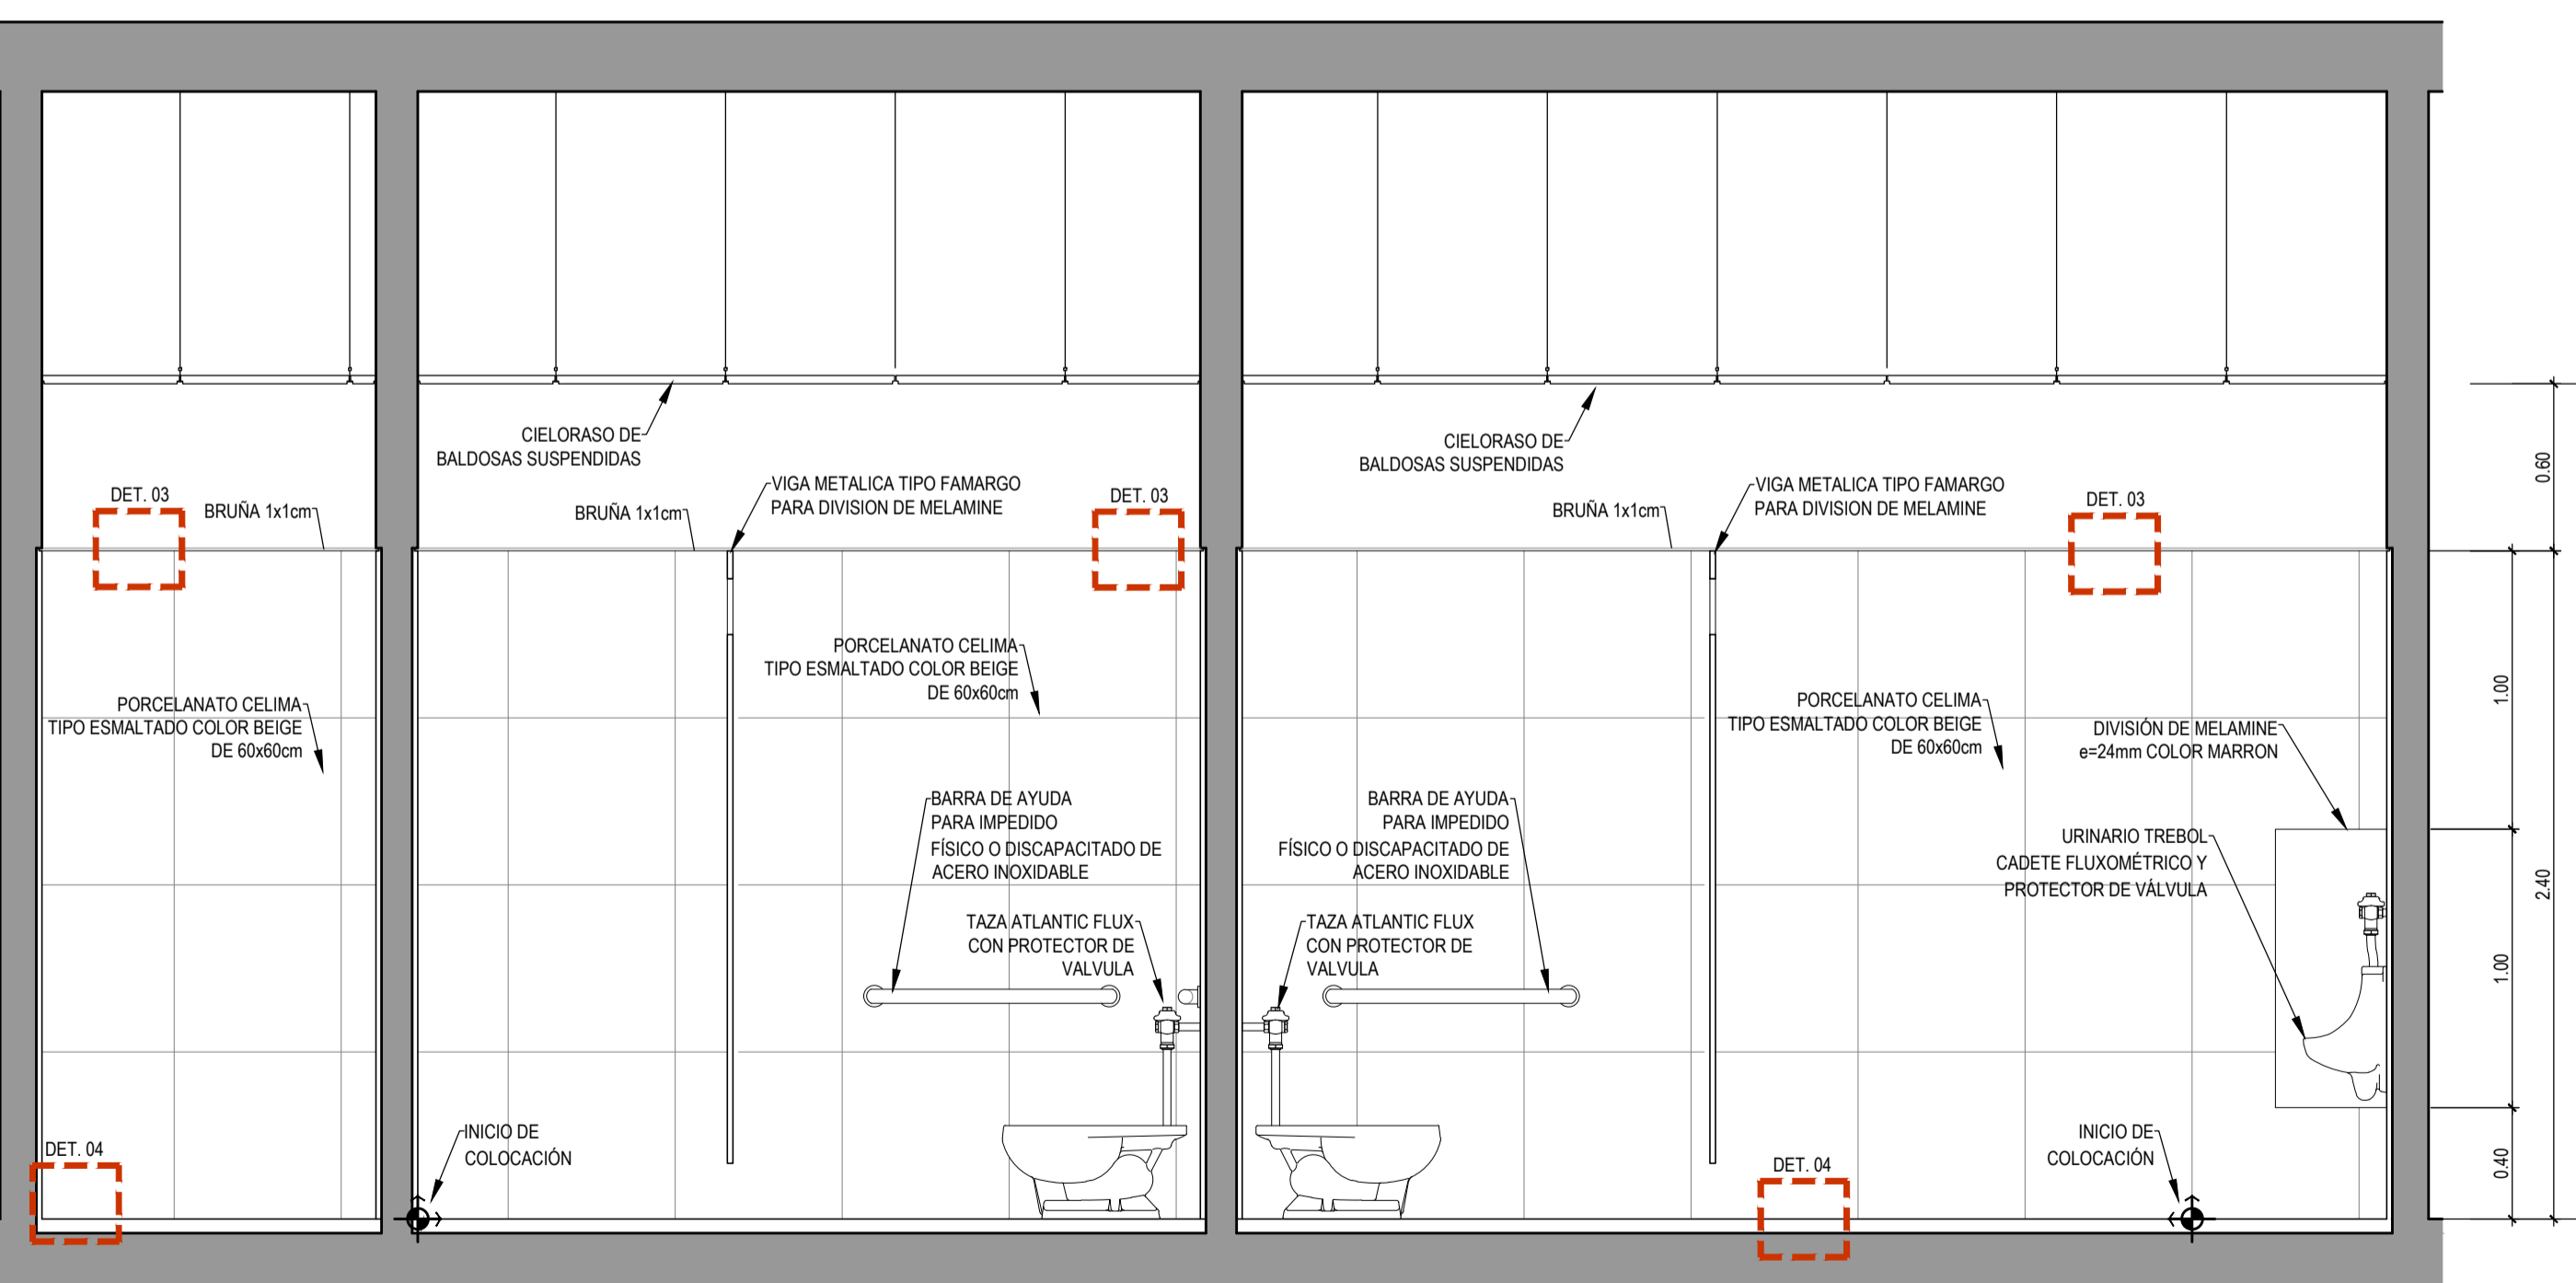 DET. 03
BRUÑA 1x1cm
PORCELANATO CELIMA
TIPO ESMALTADO COLOR BEIGE
DE 60x60cm
DET. 04
CIELORASO DE
BALDOSAS SUSPENDIDAS
BRUÑA 1x1cm
VIGA METALICA TIPO FAMARGO
PARA DIVISION DE MELAMINE
DET. 03
PORCELANATO CELIMA
TIPO ESMALTADO COLOR BEIGE
DE 60x60cm
BARRA DE AYUDA
PARA IMPEDIDO
FÍSICO O DISCAPACITADO DE
ACERO INOXIDABLE
TAZA ATLANTIC FLUX
CON PROTECTOR DE
VALVULA
INICIO DE
COLOCACIÓN
CIELORASO DE
BALDOSAS SUSPENDIDAS
BRUÑA 1x1cm
VIGA METALICA TIPO FAMARGO
PARA DIVISION DE MELAMINE
DET. 03
PORCELANATO CELIMA
TIPO ESMALTADO COLOR BEIGE
DE 60x60cm
DIVISIÓN DE MELAMINE
e=24mm COLOR MARRON
BARRA DE AYUDA
PARA IMPEDIDO
FÍSICO O DISCAPACITADO DE
ACERO INOXIDABLE
URINARIO TREBOL
CADETE FLUXOMÉTRICO Y
PROTECTOR DE VÁLVULA
TAZA ATLANTIC FLUX
CON PROTECTOR DE
VALVULA
INICIO DE
COLOCACIÓN
DET. 04
0.60
1.00
2.40
1.00
0.40